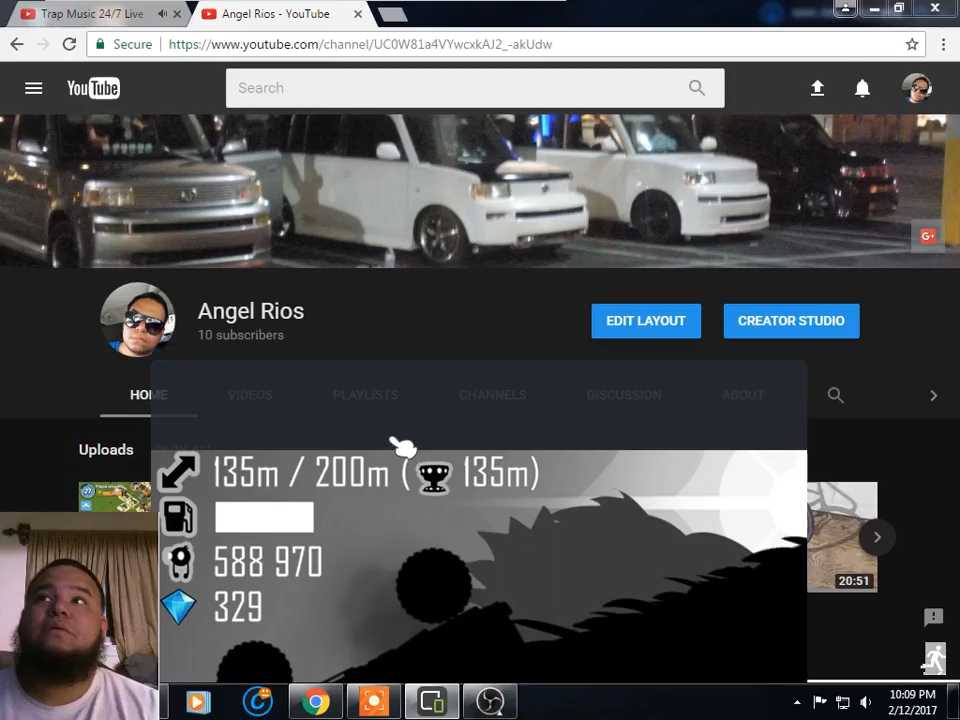 Trap Music 24/7 Live
Angel Rios - YouTube
Secure
https://www.youtube.com/channel/UC0W81a4VYwcxkAJ2_-akUdw
YouTube
Search
G+
Angel Rios
10 subscribers
EDIT LAYOUT
CREATOR STUDIO
HOME
VIDEOS
PLAYLISTS
CHANNELS
DISCUSSION
ABOUT
Uploads
135m / 200m ( 135m)
588 970
329
20:51
10:09 PM
2/12/2017